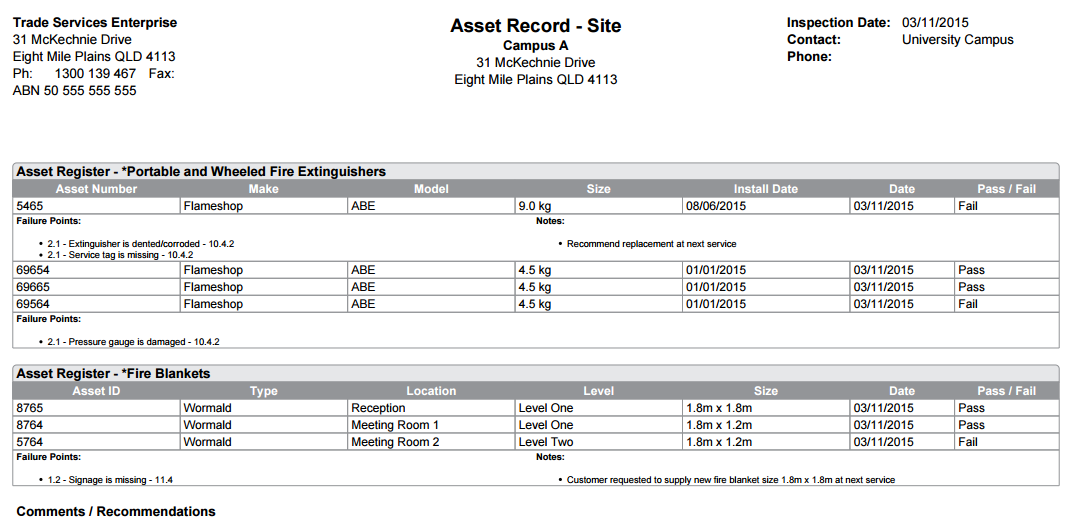 Trade Services Enterprise
31 McKechnie Drive
Eight Mile Plains QLD 4113
Ph: 1300 139 467 Fax:
ABN 50 555 555 555
Asset Record - Site
Campus A
31 McKechnie Drive
Eight Mile Plains QLD 4113
Inspection Date: 03/11/2015
Contact: University Campus
Phone:
Asset Register - *Portable and Wheeled Fire Extinguishers
Asset Number Make Model Size Install Date Date Pass / Fail
5465 Flameshop ABE 9.0 kg 08/06/2015 03/11/2015 Fail
Failure Points: Notes:
• 2.1 - Extinguisher is dented/corroded - 10.4.2 • Recommend replacement at next service
• 2.1 - Service tag is missing - 10.4.2
69654 Flameshop ABE 4.5 kg 01/01/2015 03/11/2015 Pass
69665 Flameshop ABE 4.5 kg 01/01/2015 03/11/2015 Pass
69564 Flameshop ABE 4.5 kg 01/01/2015 03/11/2015 Fail
Failure Points:
• 2.1 - Pressure gauge is damaged - 10.4.2
Asset Register - *Fire Blankets
Asset ID Type Location Level Size Date Pass / Fail
8765 Wormald Reception Level One 1.8m x 1.8m 03/11/2015 Pass
8764 Wormald Meeting Room 1 Level One 1.8m x 1.2m 03/11/2015 Pass
5764 Wormald Meeting Room 2 Level Two 1.8m x 1.2m 03/11/2015 Fail
Failure Points: Notes:
• 1.2 - Signage is missing - 11.4 • Customer requested to supply new fire blanket size 1.8m x 1.8m at next service
Comments / Recommendations